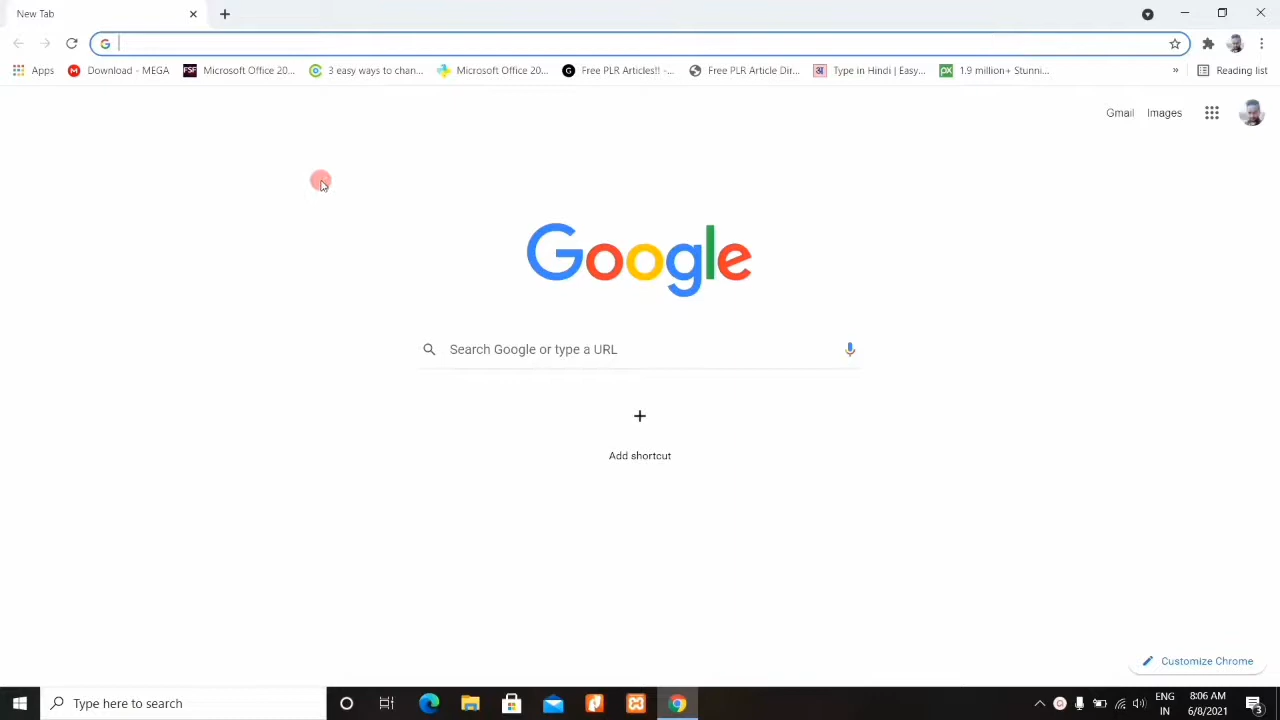 New Tab
Apps
Download - MEGA
Microsoft Office 20...
3 easy ways to chan...
Microsoft Office 20...
Free PLR Articles!! -...
Free PLR Article Dir...
Type in Hindi | Easy...
1.9 million+ Stunni...
»
Reading list
Gmail
Images
Google
Search Google or type a URL
Add shortcut
Customize Chrome
Type here to search
ENG
IN
8:06 AM
6/8/2021
3